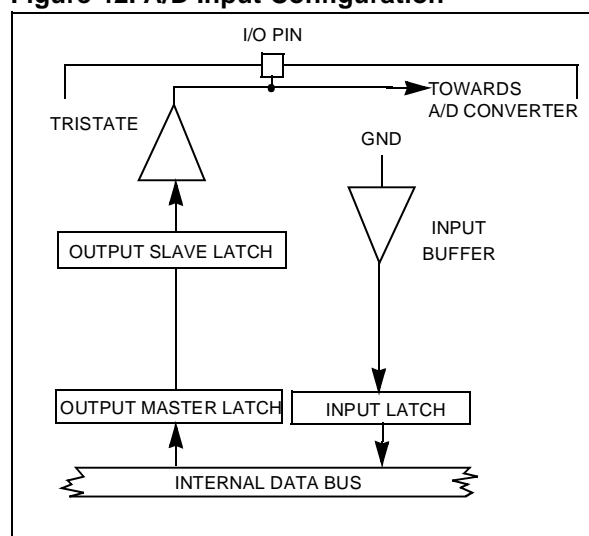 Figure A/D Input Configuration
I/O PIN
TRISTATE
TOWARDS
A/D CONVERTER
GND
INPUT
BUFFER
OUTPUT SLAVE LATCH
OUTPUT MASTER LATCH
INPUT LATCH
INTERNAL DATA BUS